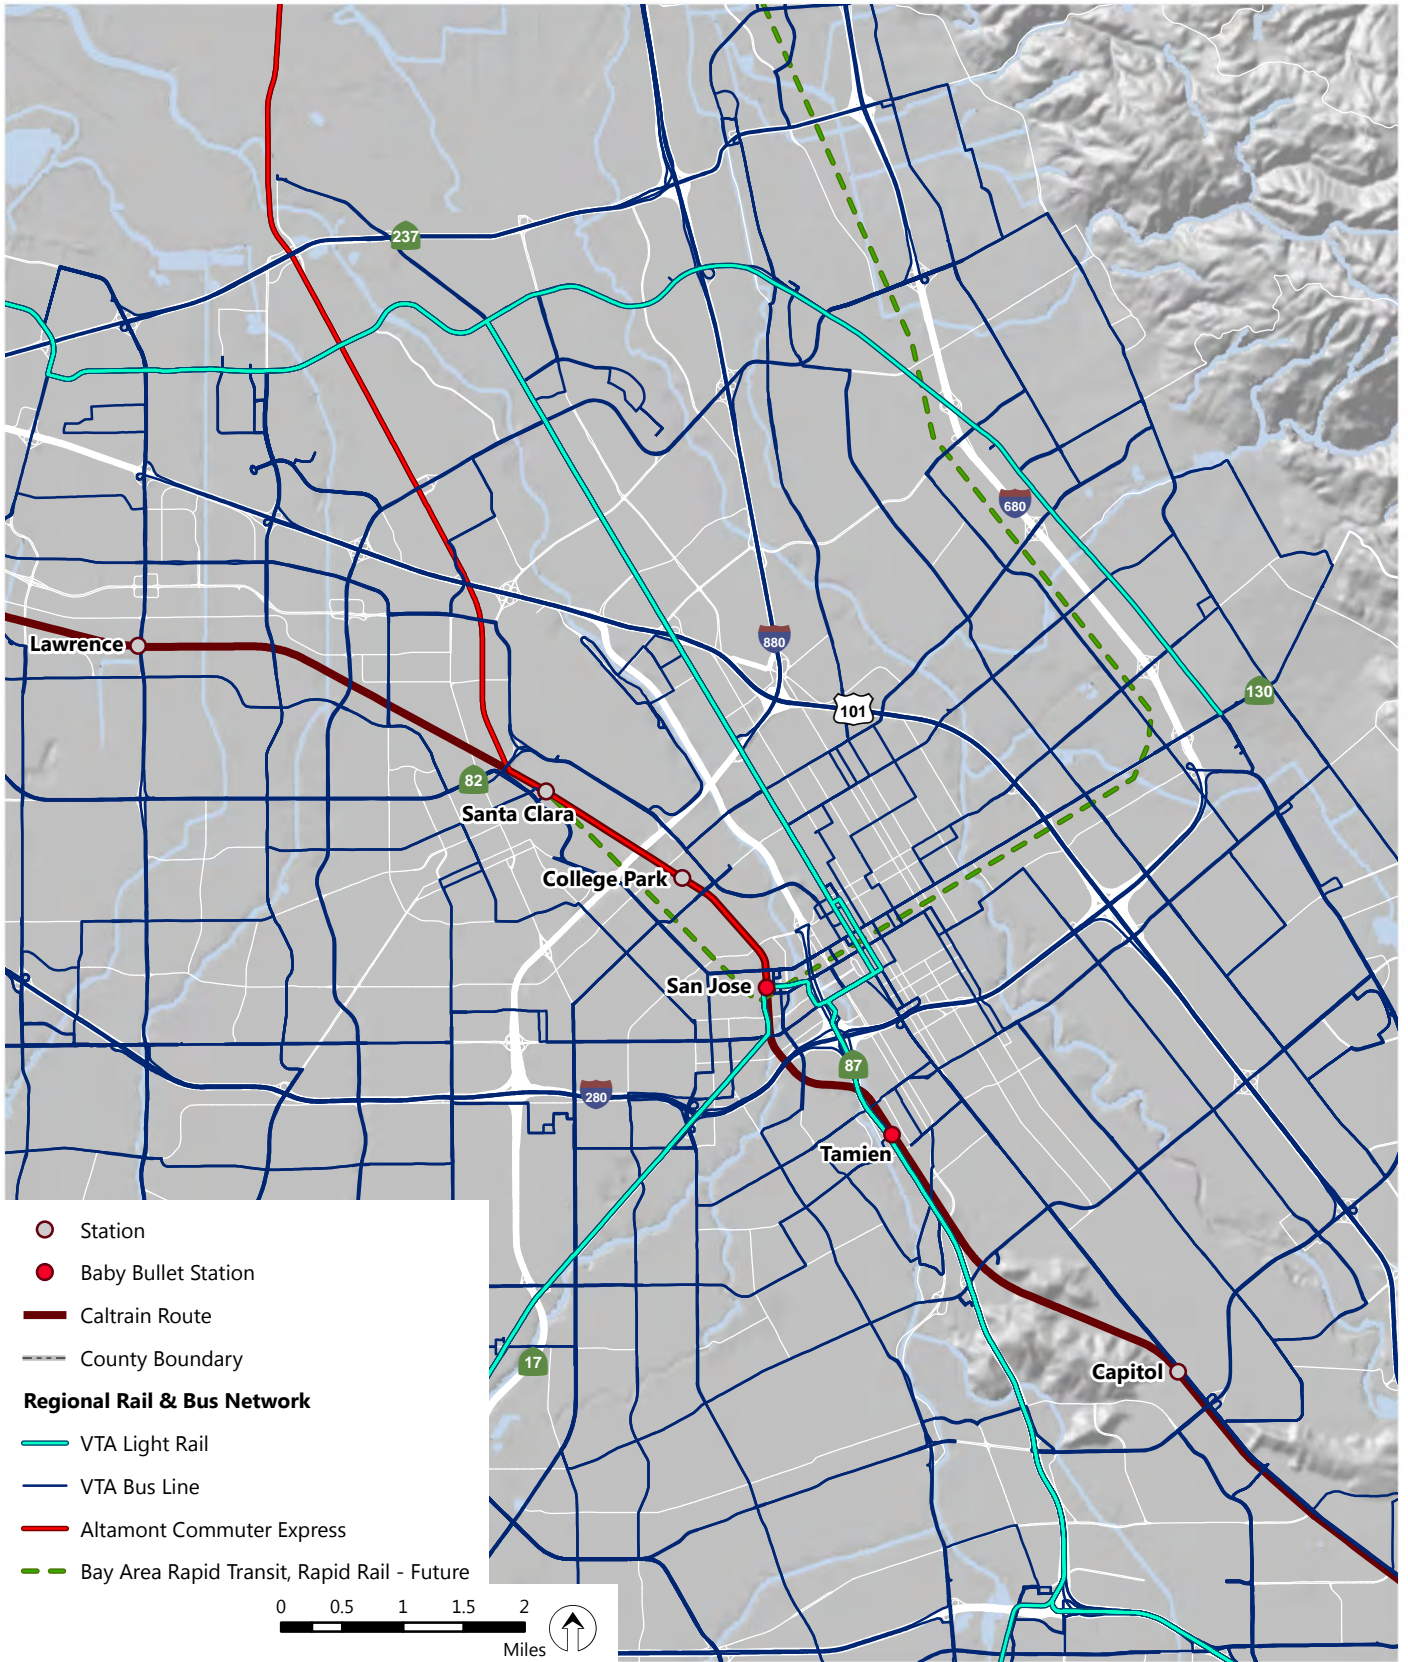 237
680
Lawrence
880
130
101
82
Santa Clara
College Park
San Jose
87
280
Tamien
17
Capitol
Station
Baby Bullet Station
Caltrain Route
County Boundary
Regional Rail & Bus Network
VTA Light Rail
VTA Bus Line
Altamont Commuter Express
Bay Area Rapid Transit, Rapid Rail - Future
0 0.5 1 1.5 2
Miles